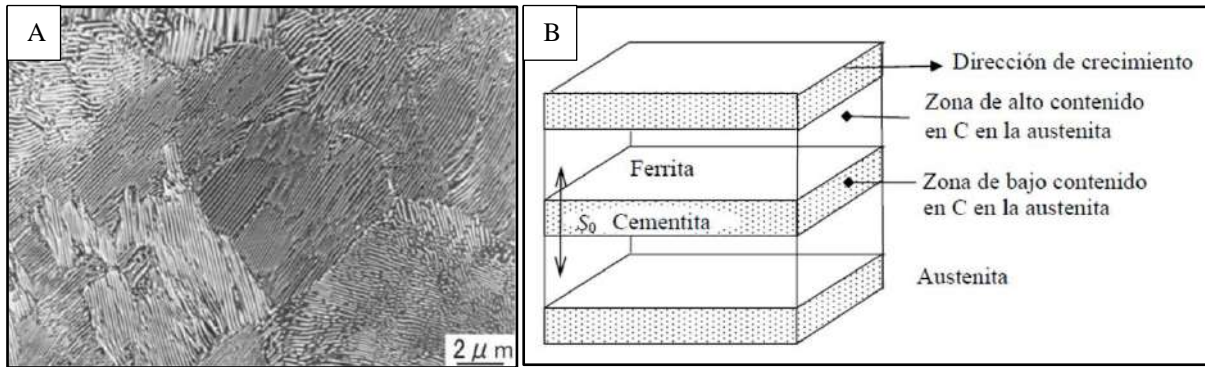 A
2 μm
B
Dirección de crecimiento
Zona de alto contenido
en C en la austenita
Ferrita
Zona de bajo contenido
en C en la austenita
S₀ Cementita
Austenita